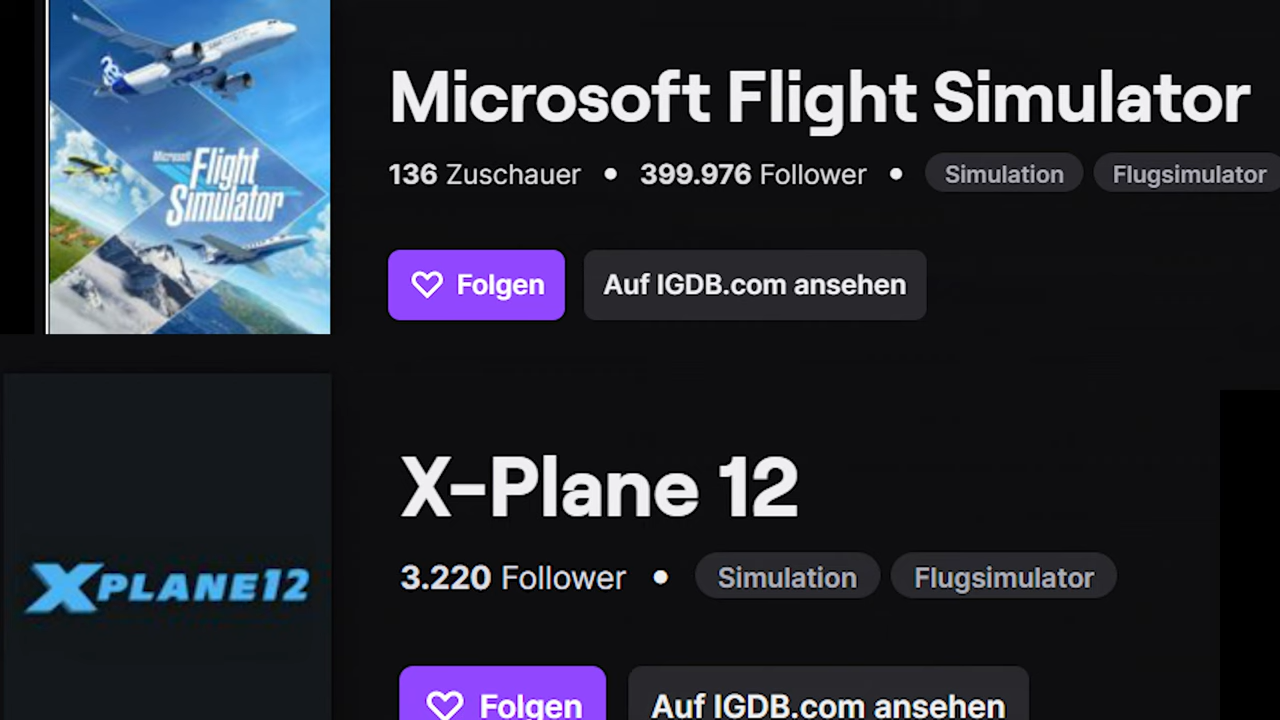 Microsoft
Flight
Simulator
Microsoft Flight Simulator
136 Zuschauer • 399.976 Follower • Simulation Flugsimulator
Folgen Auf IGDB.com ansehen
XPLANE12
X-Plane 12
3.220 Follower • Simulation Flugsimulator
Folgen Auf IGDB.com ansehen